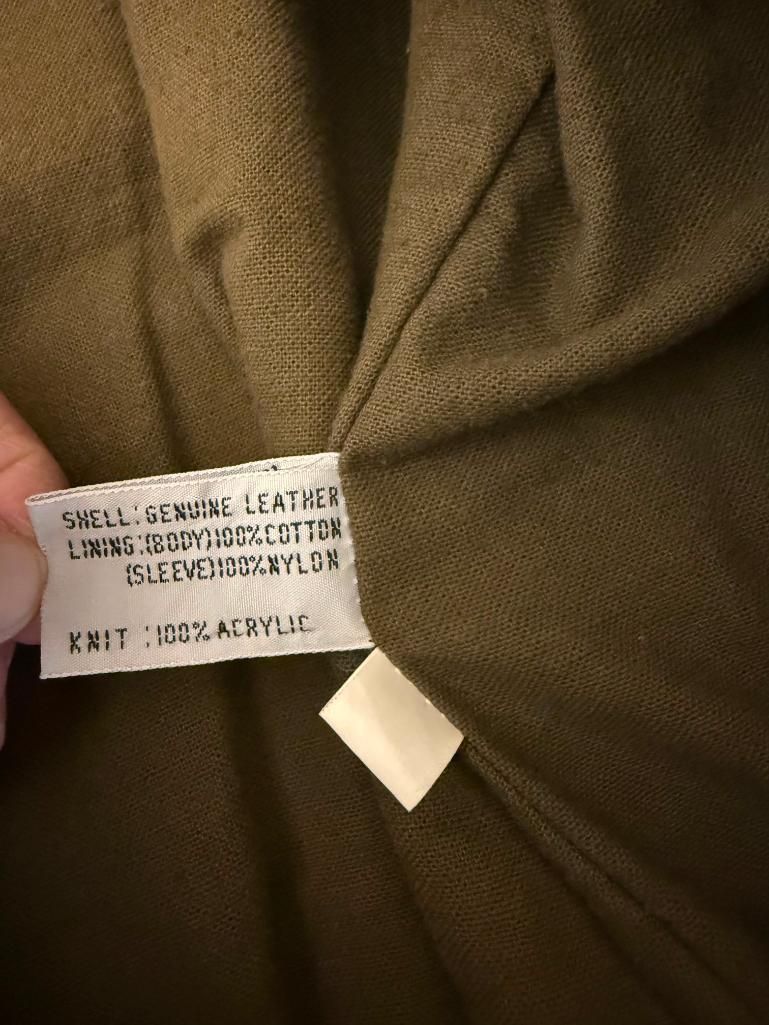 SHELL:GENUINE LEATHER
LINING:(BODY)100%COTTON
(SLEEVE)100%NYLON
KNIT :100% ACRYLIC